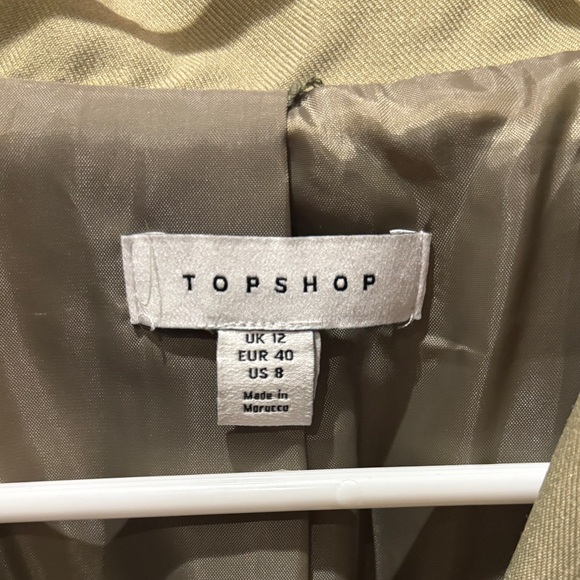 TOPSHOP
UK 12
EUR 40
US 8
Made in
Morocco